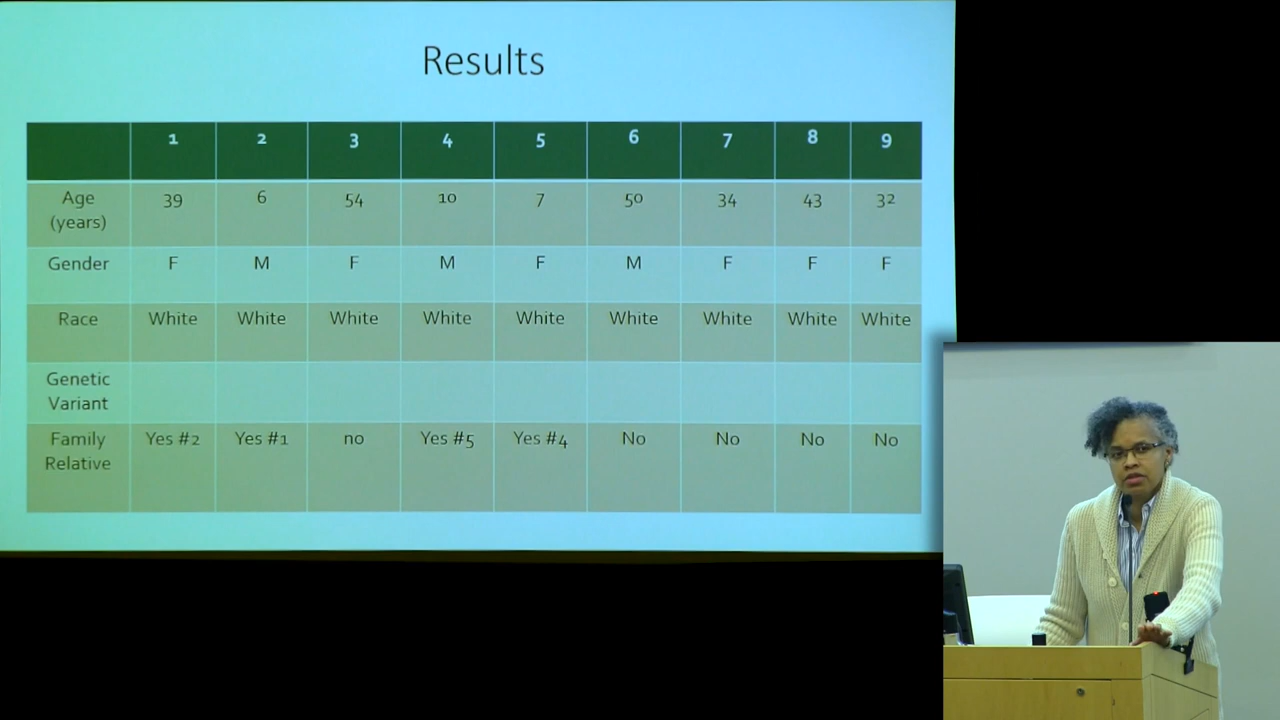 Results
1 2 3 4 5 6 7 8 9
Age (years) 39 6 54 10 7 50 34 43 32
Gender F M F M F M F F F
Race White White White White White White White White White
Genetic Variant
Family Relative Yes #2 Yes #1 no Yes #5 Yes #4 No No No No